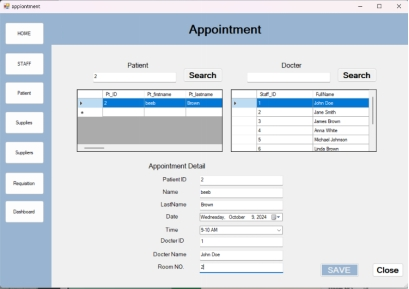 appiontment
Appointment
HOME
STAFF
Patient
Supplies
Suppliers
Requestion
Dashboard
Patient
2
Search
Docter
Search
Pt_ID Pt_firstname Pt_lastname
2 beeb Brown
Staff_ID FullName
1 John Doe
2 Jane Smith
3 James Brown
4 Anna White
5 Michael Johnson
6 Linda Brown
Appointment Detail
Patient ID 2
Name beeb
LastName Brown
Date Wednesday, October 9, 2024
Time 9-10 AM
Docter ID 1
Docter Name John Doe
Room NO. 2
SAVE
Close